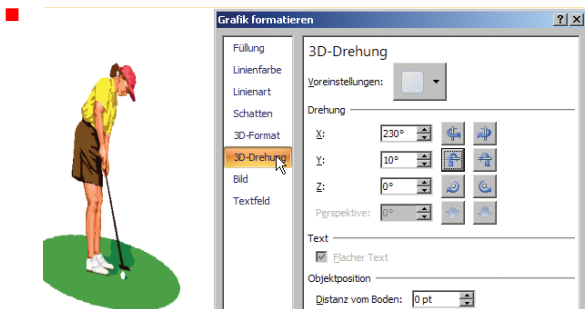 Grafik formatieren
Füllung
Linienfarbe
Linienart
Schatten
3D-Format
3D-Drehung
Bild
Textfeld
3D-Drehung
Voreinstellungen:
Drehung
X: 230°
Y: 10°
Z: 0°
Perspektive: 0°
Text
Flacher Text
Objektposition
Distanz vom Boden: 0 pt